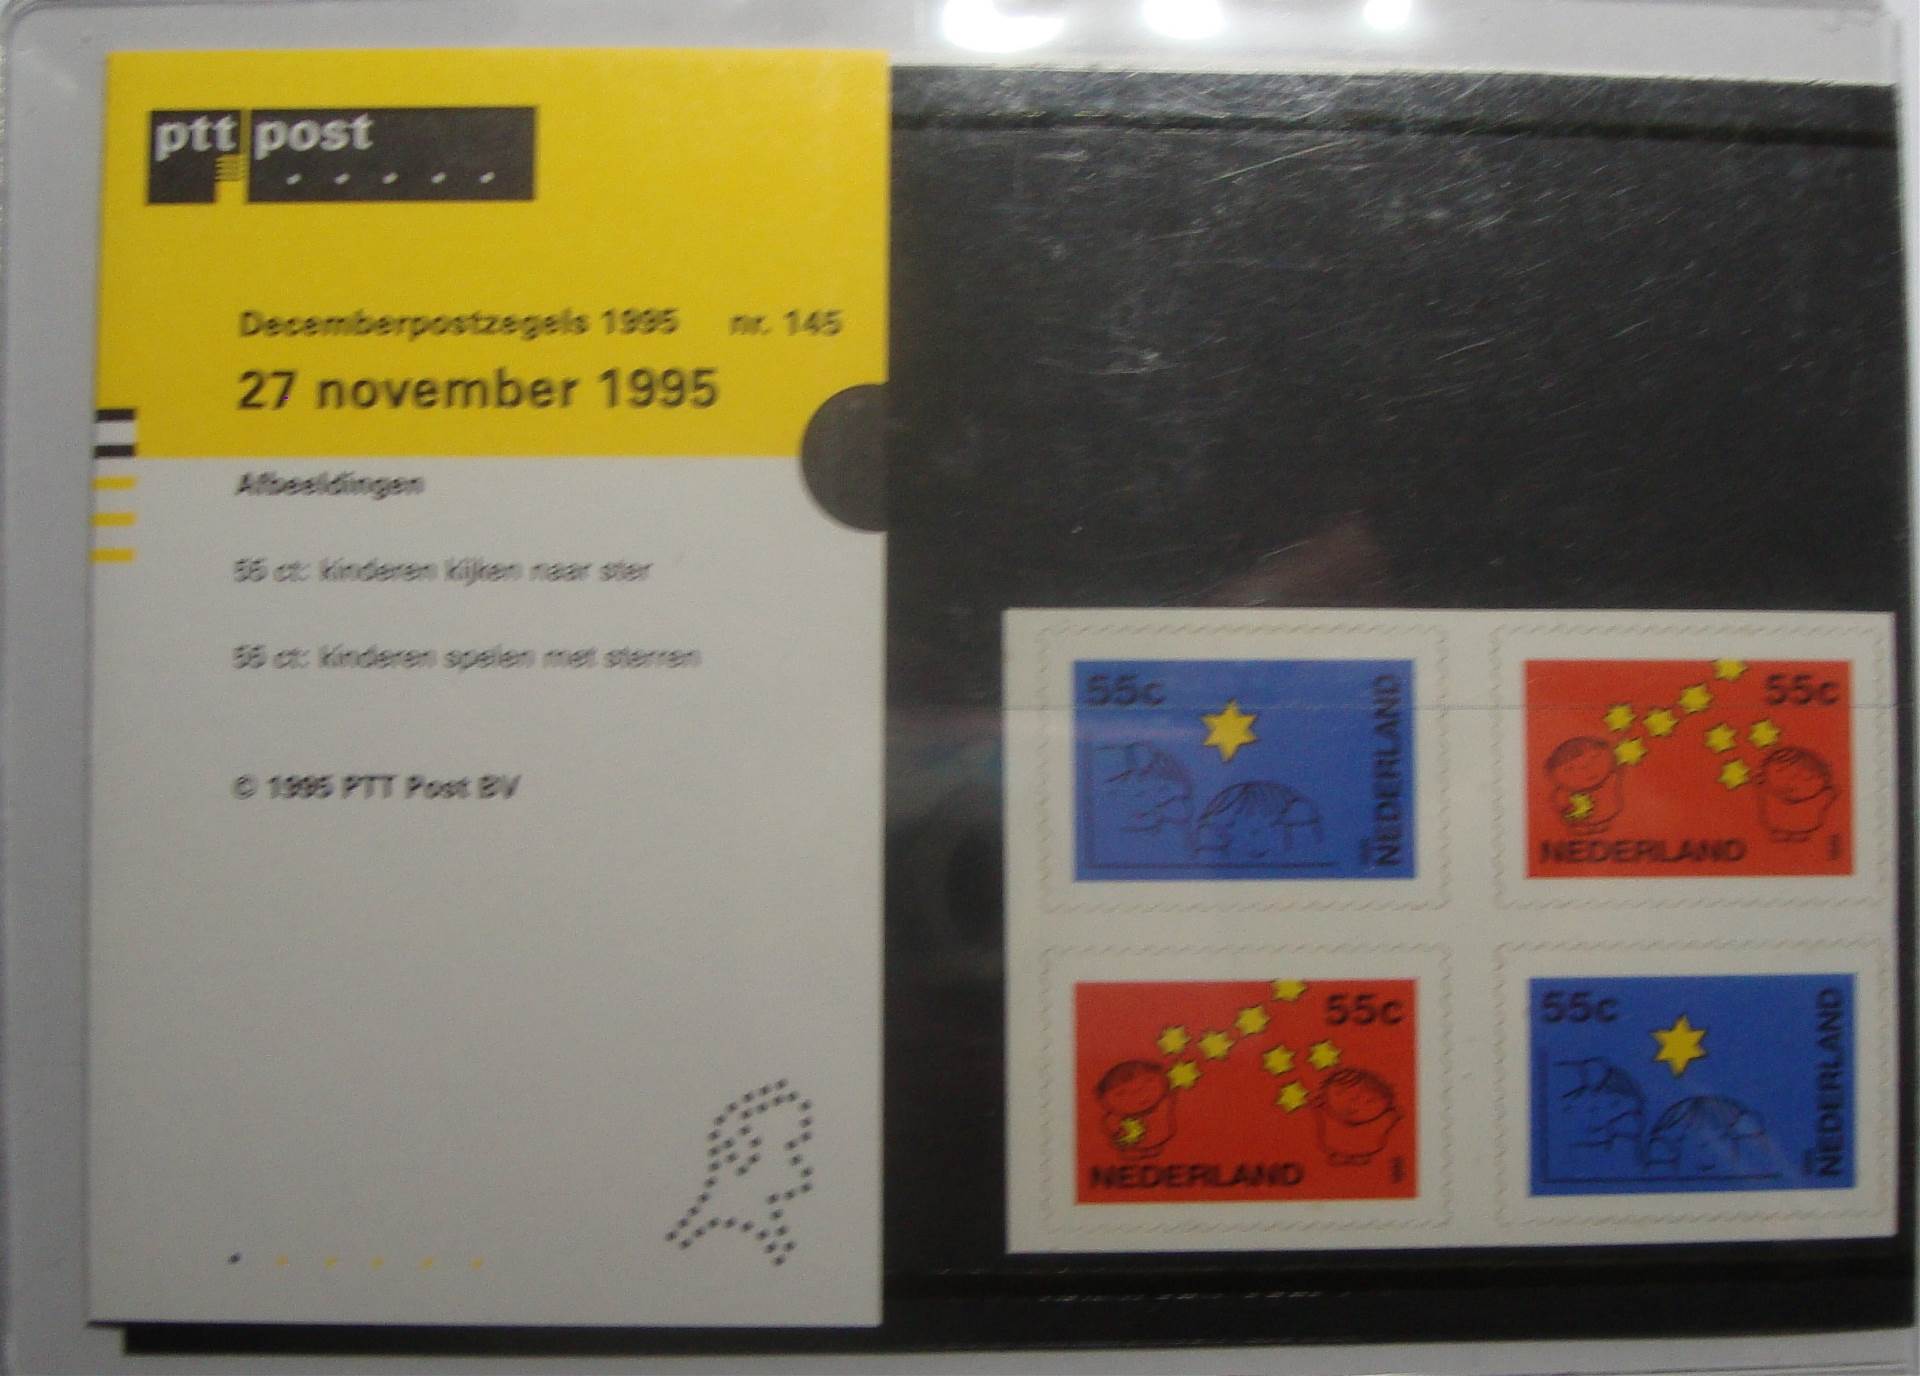 ptt post
Decemberpostzegels 1995 nr. 145
27 november 1995
Afbeeldingen
55 ct: kinderen kijken naar ster
55 ct: kinderen spelen met sterren
© 1995 PTT Post BV
55c
NEDERLAND
55c
NEDERLAND
55c
NEDERLAND
55c
NEDERLAND